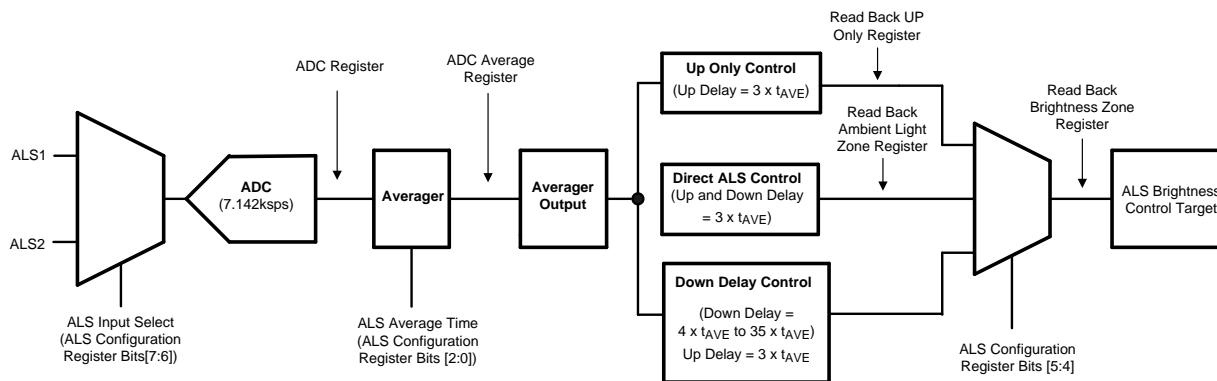 ALS1
ALS2
ALS Input Select
(ALS Configuration
Register Bits[7:6])
ADC
(7.142ksps)
ADC Register
Averager
ALS Average Time
(ALS Configuration
Register Bits [2:0])
ADC Average
Register
Averager
Output
Up Only Control
(Up Delay = 3 x tAVE)
Direct ALS Control
(Up and Down Delay
= 3 x tAVE)
Down Delay Control
(Down Delay =
4 x tAVE to 35 x tAVE)
Up Delay = 3 x tAVE
Read Back UP
Only Register
Read Back
Ambient Light
Zone Register
ALS Configuration
Register Bits [5:4]
Read Back
Brightness Zone
Register
ALS Brightness
Control Target